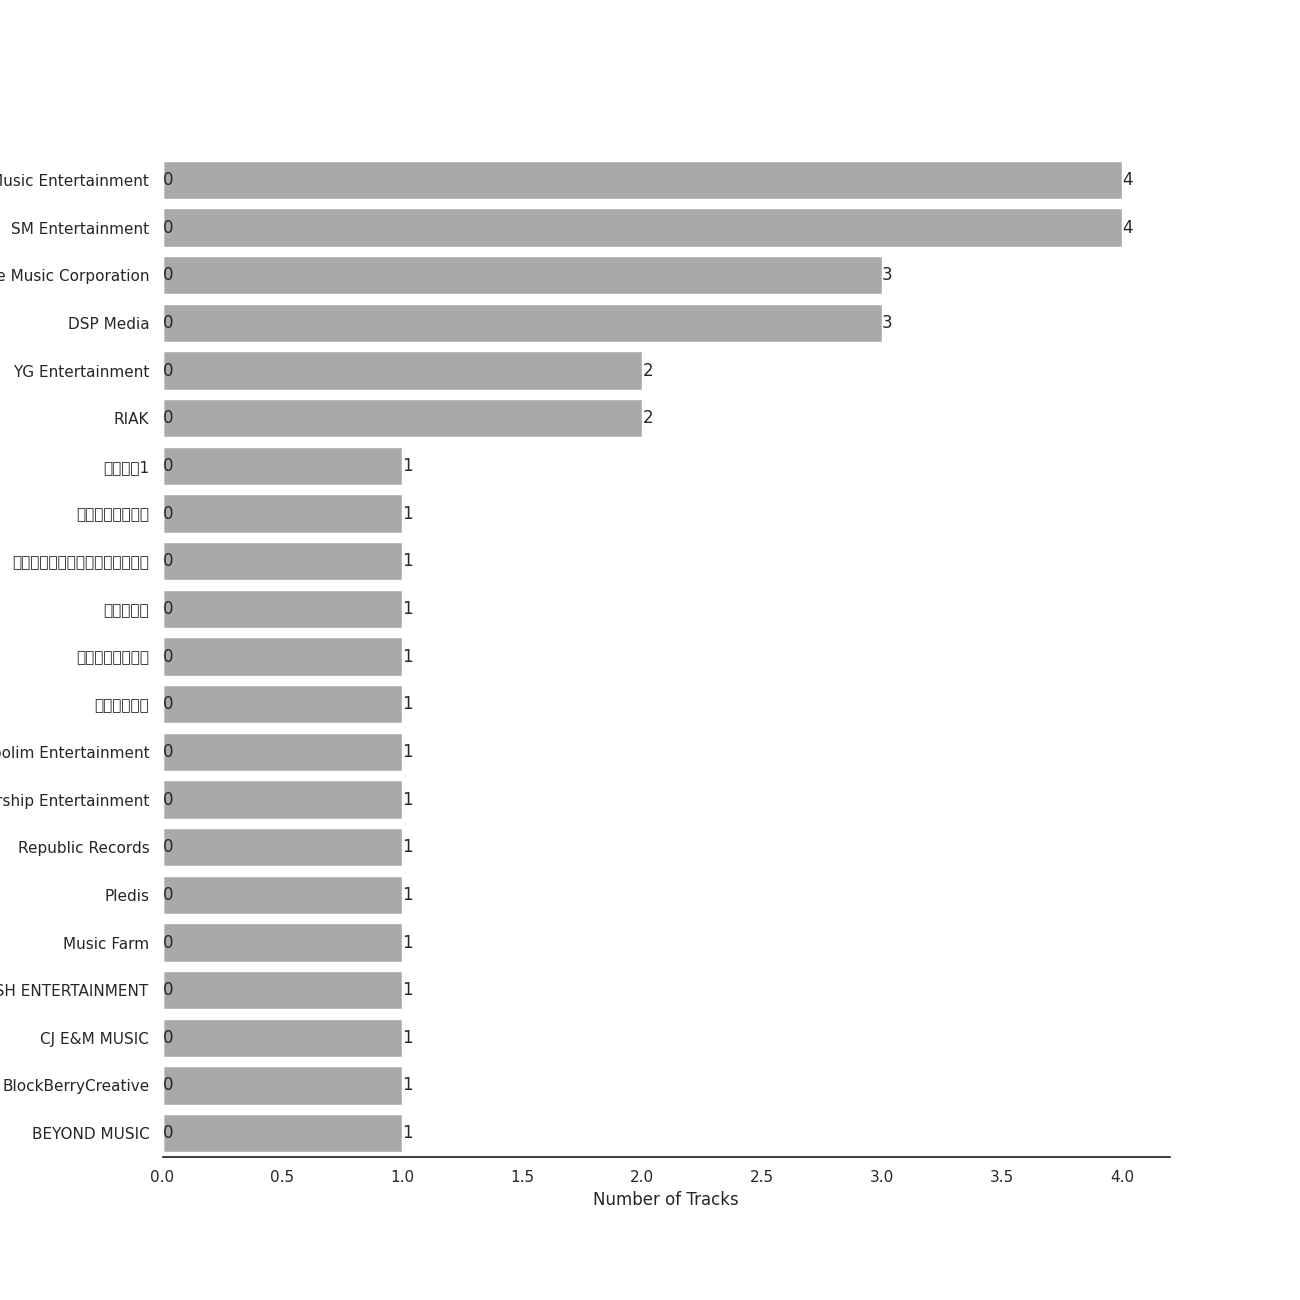 Music Entertainment 0 4
SM Entertainment 0 4
Music Corporation 0 3
DSP Media 0 3
YG Entertainment 0 2
RIAK 0 2
1 0 1
0 1
0 1
0 1
0 1
0 1
Entertainment 0 1
Entertainment 0 1
Republic Records 0 1
Pledis 0 1
Music Farm 0 1
ENTERTAINMENT 0 1
CJ E&M MUSIC 0 1
BlockBerryCreative 0 1
BEYOND MUSIC 0 1
0.0 0.5 1.0 1.5 2.0 2.5 3.0 3.5 4.0
Number of Tracks